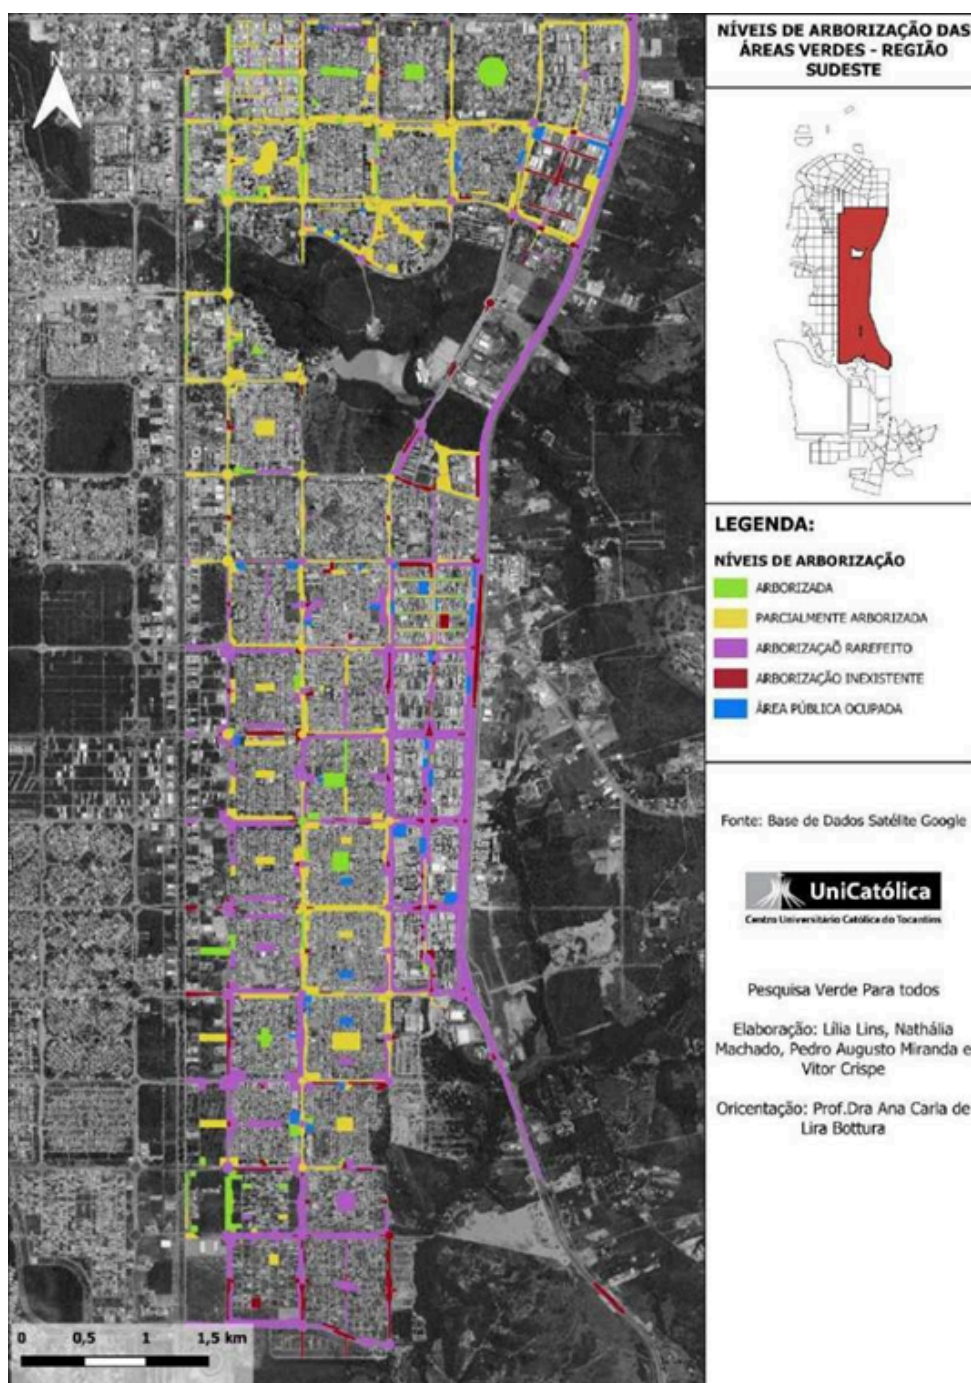 NÍVEIS DE ARBORIZAÇÃO DAS
ÁREAS VERDES - REGIÃO
SUDESTE
N
LEGENDA:
NÍVEIS DE ARBORIZAÇÃO
ARBORIZADA
PARCIALMENTE ARBORIZADA
ARBORIZAÇAÕ RAREFEITO
ARBORIZAÇÃO INEXISTENTE
ÁREA PÚBLICA OCUPADA
Fonte: Base de Dados Satélite Google
UniCatólica
Centro Universitário Católica do Tocantins
Pesquisa Verde Para todos
Elaboração: Lília Lins, Nathália
Machado, Pedro Augusto Miranda e
Vitor Crispe
Oricentação: Prof.Dra Ana Carla de
Lira Bottura
0 0,5 1 1,5 km